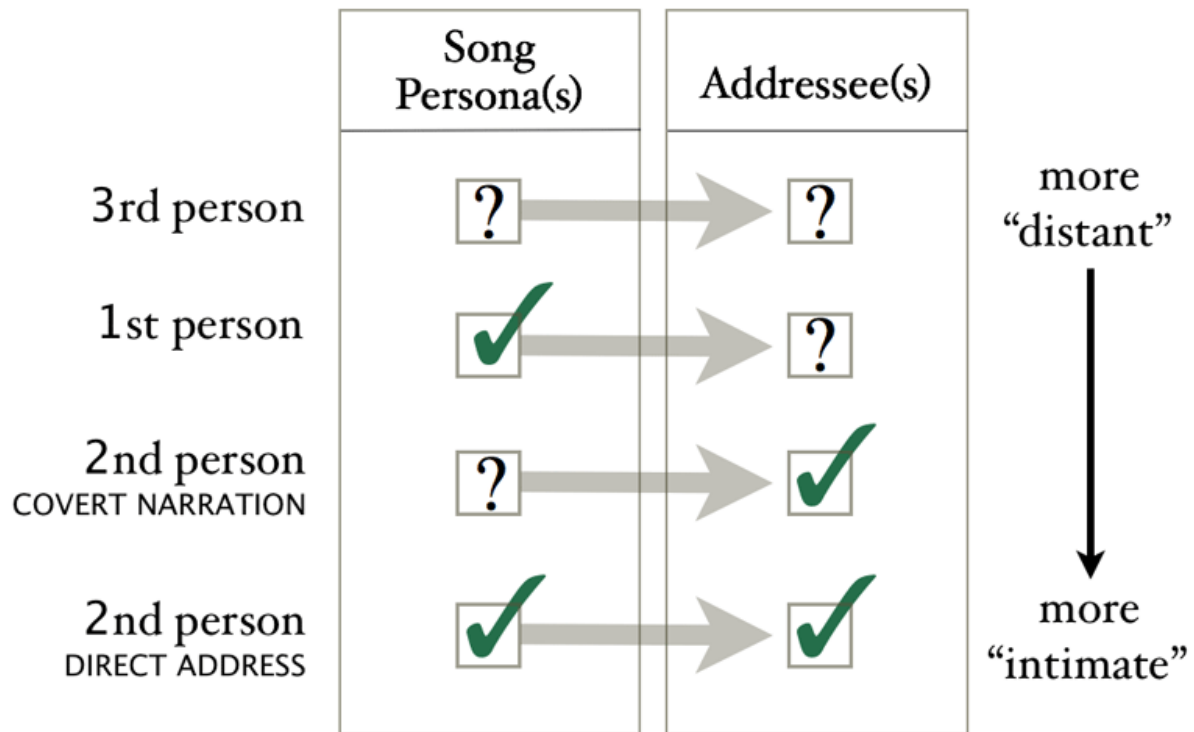 Song
Persona(s)
Addressee(s)
3rd person
?
?
more
“distant”
1st person
✓
?
2nd person
COVERT NARRATION
?
✓
2nd person
DIRECT ADDRESS
✓
✓
more
“intimate”